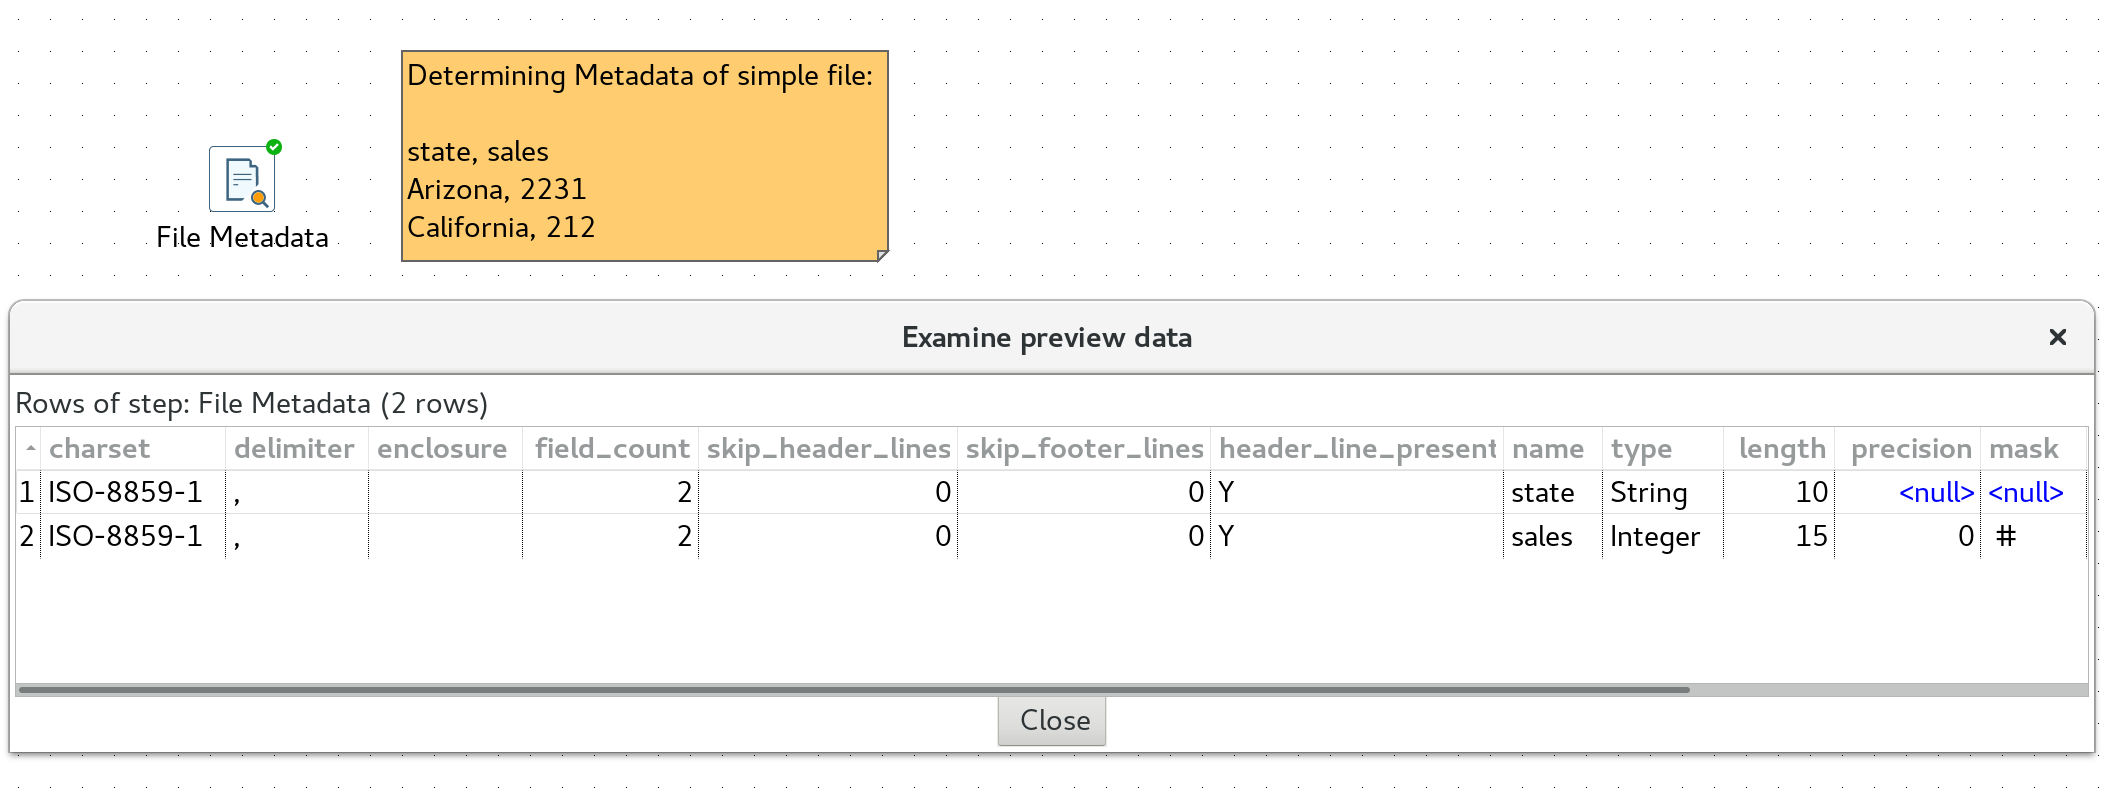 Determining Metadata of simple file:
state, sales
Arizona, 2231
California, 212
File Metadata
Examine preview data
Rows of step: File Metadata (2 rows)
charset delimiter enclosure field_count skip_header_lines skip_footer_lines header_line_present name type length precision mask
1 ISO-8859-1 , 2 0 0 Y state String 10 <null> <null>
2 ISO-8859-1 , 2 0 0 Y sales Integer 15 0 #
Close